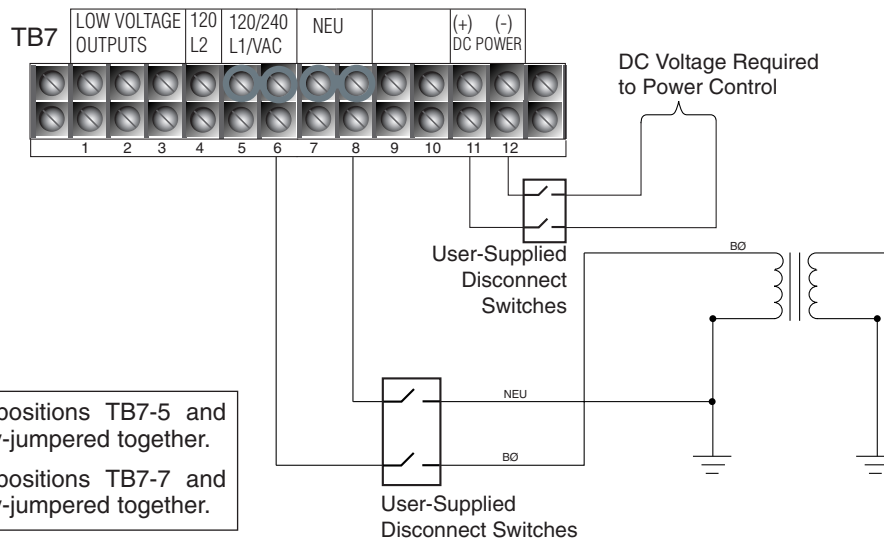 TB7
LOW VOLTAGE OUTPUTS
120 L2
120/240 L1/VAC
NEU
(+) (-)
DC POWER
1 2 3 4 5 6 7 8 9 10 11 12
DC Voltage Required
to Power Control
User-Supplied
Disconnect
Switches
BØ
NEU
BØ
positions TB7-5 and
-jumpered together.
positions TB7-7 and
-jumpered together.
User-Supplied
Disconnect Switches